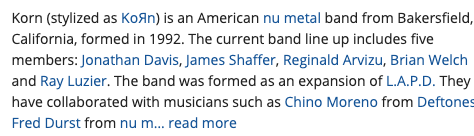 Korn (stylized as KoЯn) is an American nu metal band from Bakersfield,
California, formed in 1992. The current band line up includes five
members: Jonathan Davis, James Shaffer, Reginald Arvizu, Brian Welch
and Ray Luzier. The band was formed as an expansion of L.A.P.D. They
have collaborated with musicians such as Chino Moreno from Deftones
Fred Durst from nu m... read more